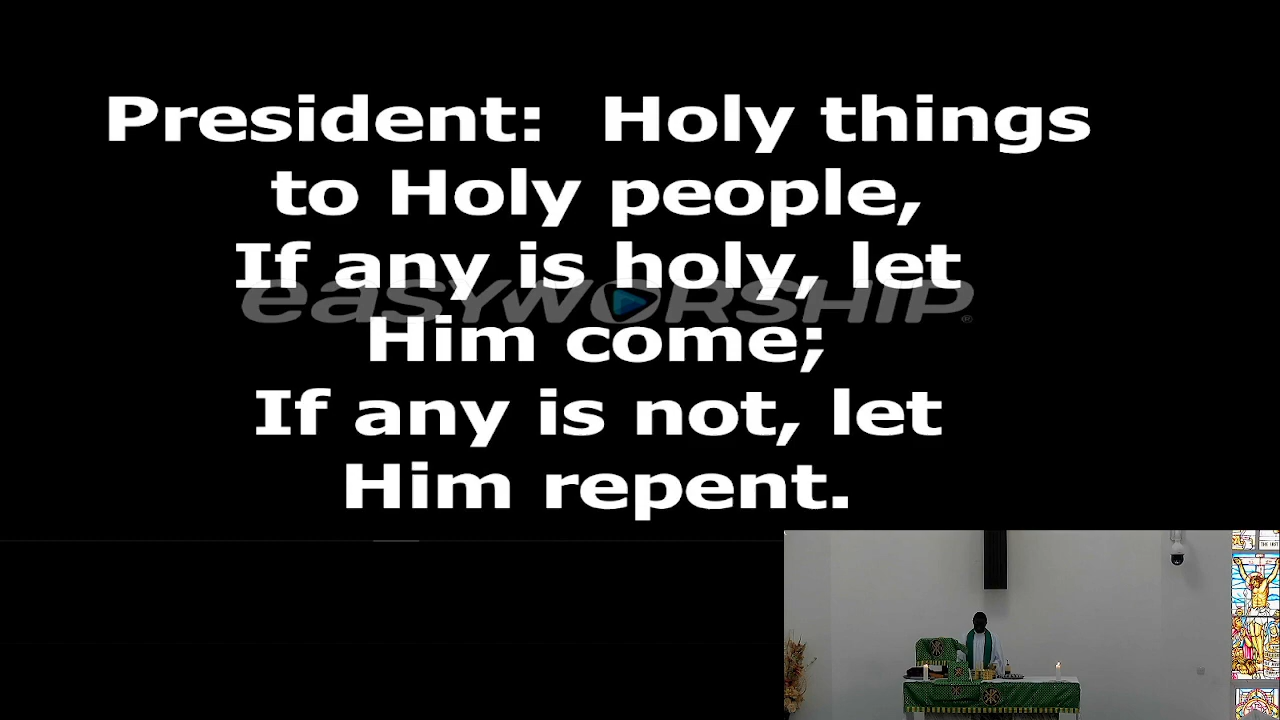 President:  Holy things
to Holy people,
If any is holy, let
easyworship®
Him come;
If any is not, let
Him repent.